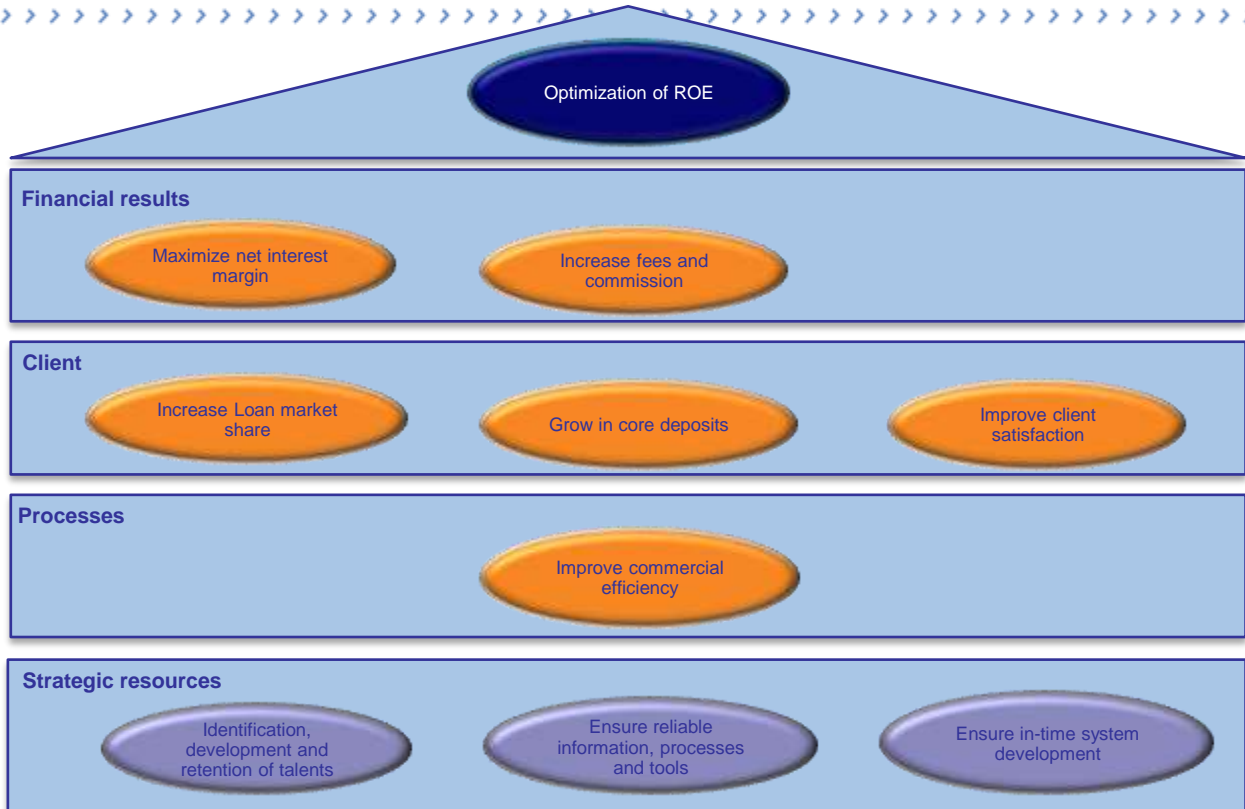 Optimization of ROE
Financial results
Maximize net interest
margin
Increase fees and
commission
Client
Increase Loan market
share
Grow in core deposits
Improve client
satisfaction
Processes
Improve commercial
efficiency
Strategic resources
Identification,
development and
retention of talents
Ensure reliable
information, processes
and tools
Ensure in-time system
development